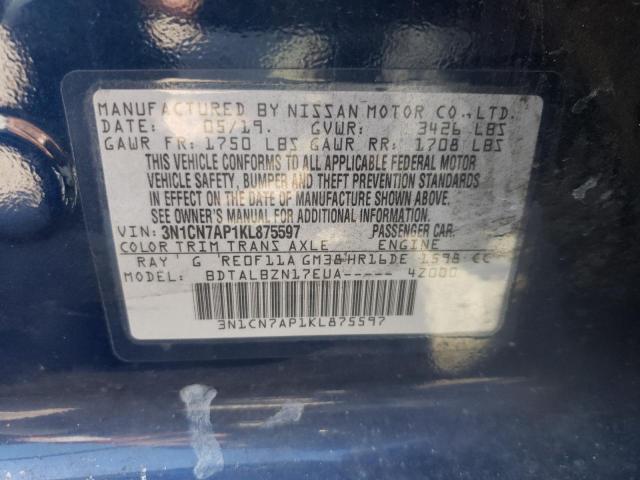 MANUFACTURED BY NISSAN MOTOR CO.,LTD.
DATE: 05/19. GVWR: 3426 LBS
GAWR FR: 1750 LBS GAWR RR: 1708 LBS
THIS VEHICLE CONFORMS TO ALL APPLICABLE FEDERAL MOTOR
VEHICLE SAFETY, BUMPER AND THEFT PREVENTION STANDARDS
IN EFFECT ON THE DATE OF MANUFACTURE SHOWN ABOVE.
SEE OWNER'S MANUAL FOR ADDITIONAL INFORMATION.
VIN: 3N1CN7AP1KL875597 PASSENGER CAR.
COLOR TRIM TRANS AXLE ENGINE
RAY G RE0F11A GM38 HR16DE 1598 CC
MODEL: BDTALBZN17EUA----- 4Z000
3N1CN7AP1KL875597